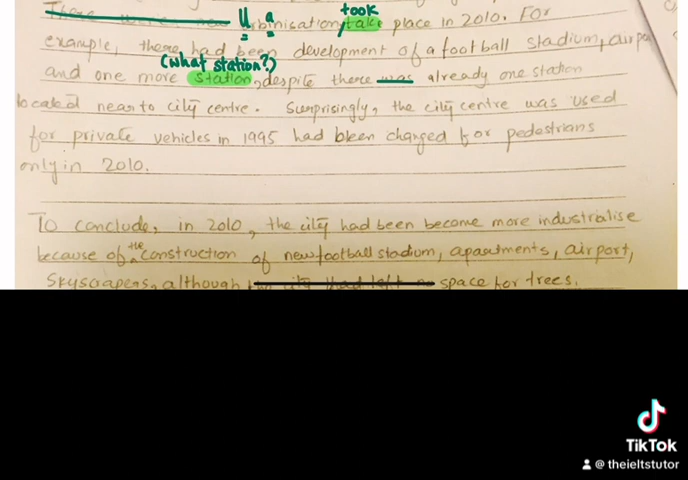 took
There were new Urbanisation, take place in 2010. For
example, there had been development of a football stadium, airpo
(what station?)
and one more station, despite there was already one station
located near to city centre. Surprisingly, the city centre was used
for private vehicles in 1995 had been changed for pedestrians
only in 2010.
To conclude, in 2010, the city had been become more industrialise
because of the construction of new football stadium, apartments, airport,
skyscrapers, although space for trees.
TikTok
@theieltstutor